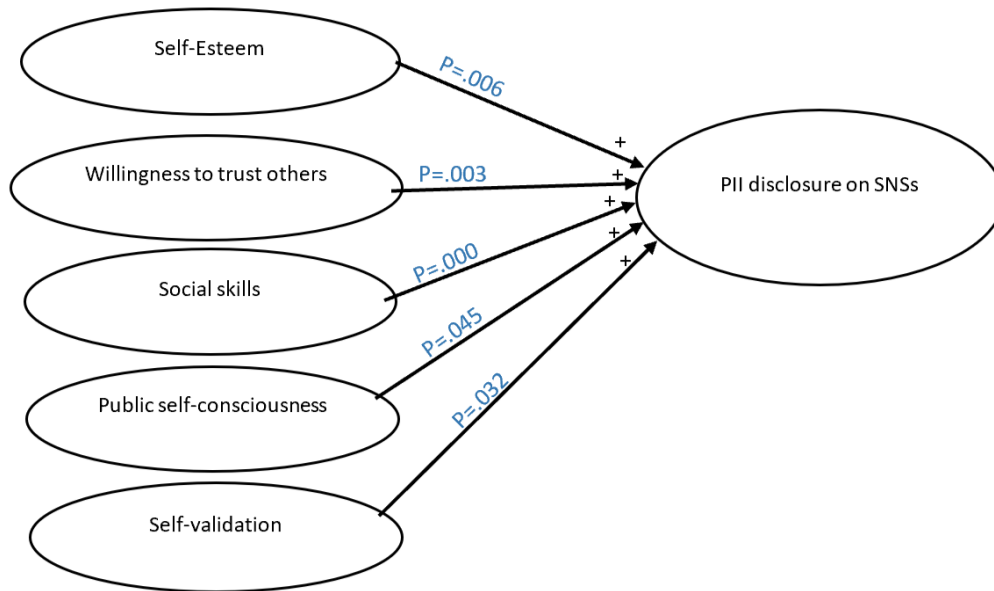 Self-Esteem
P=.006
+
Willingness to trust others
P=.003
+
PII disclosure on SNSs
Social skills
P=.000
+
Public self-consciousness
P=.045
+
Self-validation
P=.032
+